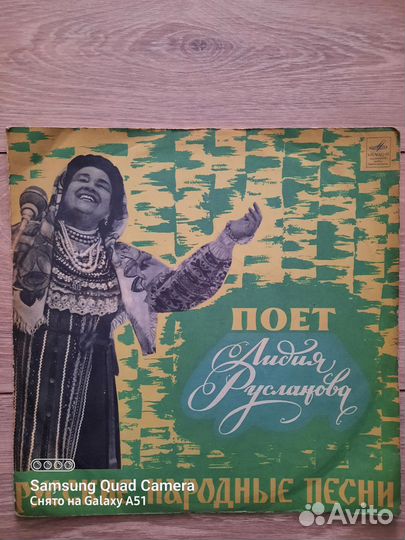 ПОЕТ
Лидия
Русланова
НАРОДНЫЕ ПЕСНИ
Samsung Quad Camera
Снято на Galaxy A51
Avito